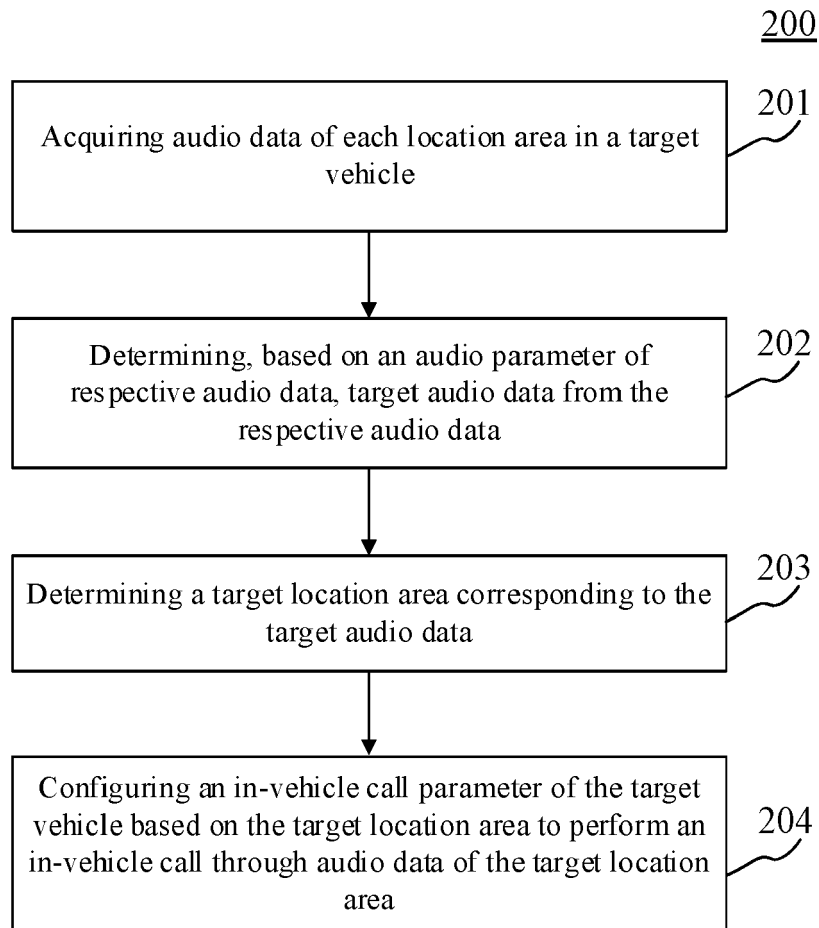 200
201
Acquiring audio data of each location area in a target
vehicle
202
Determining, based on an audio parameter of
respective audio data, target audio data from the
respective audio data
203
Determining a target location area corresponding to the
target audio data
Configuring an in-vehicle call parameter of the target
vehicle based on the target location area to perform an
204
in-vehicle call through audio data of the target location
area